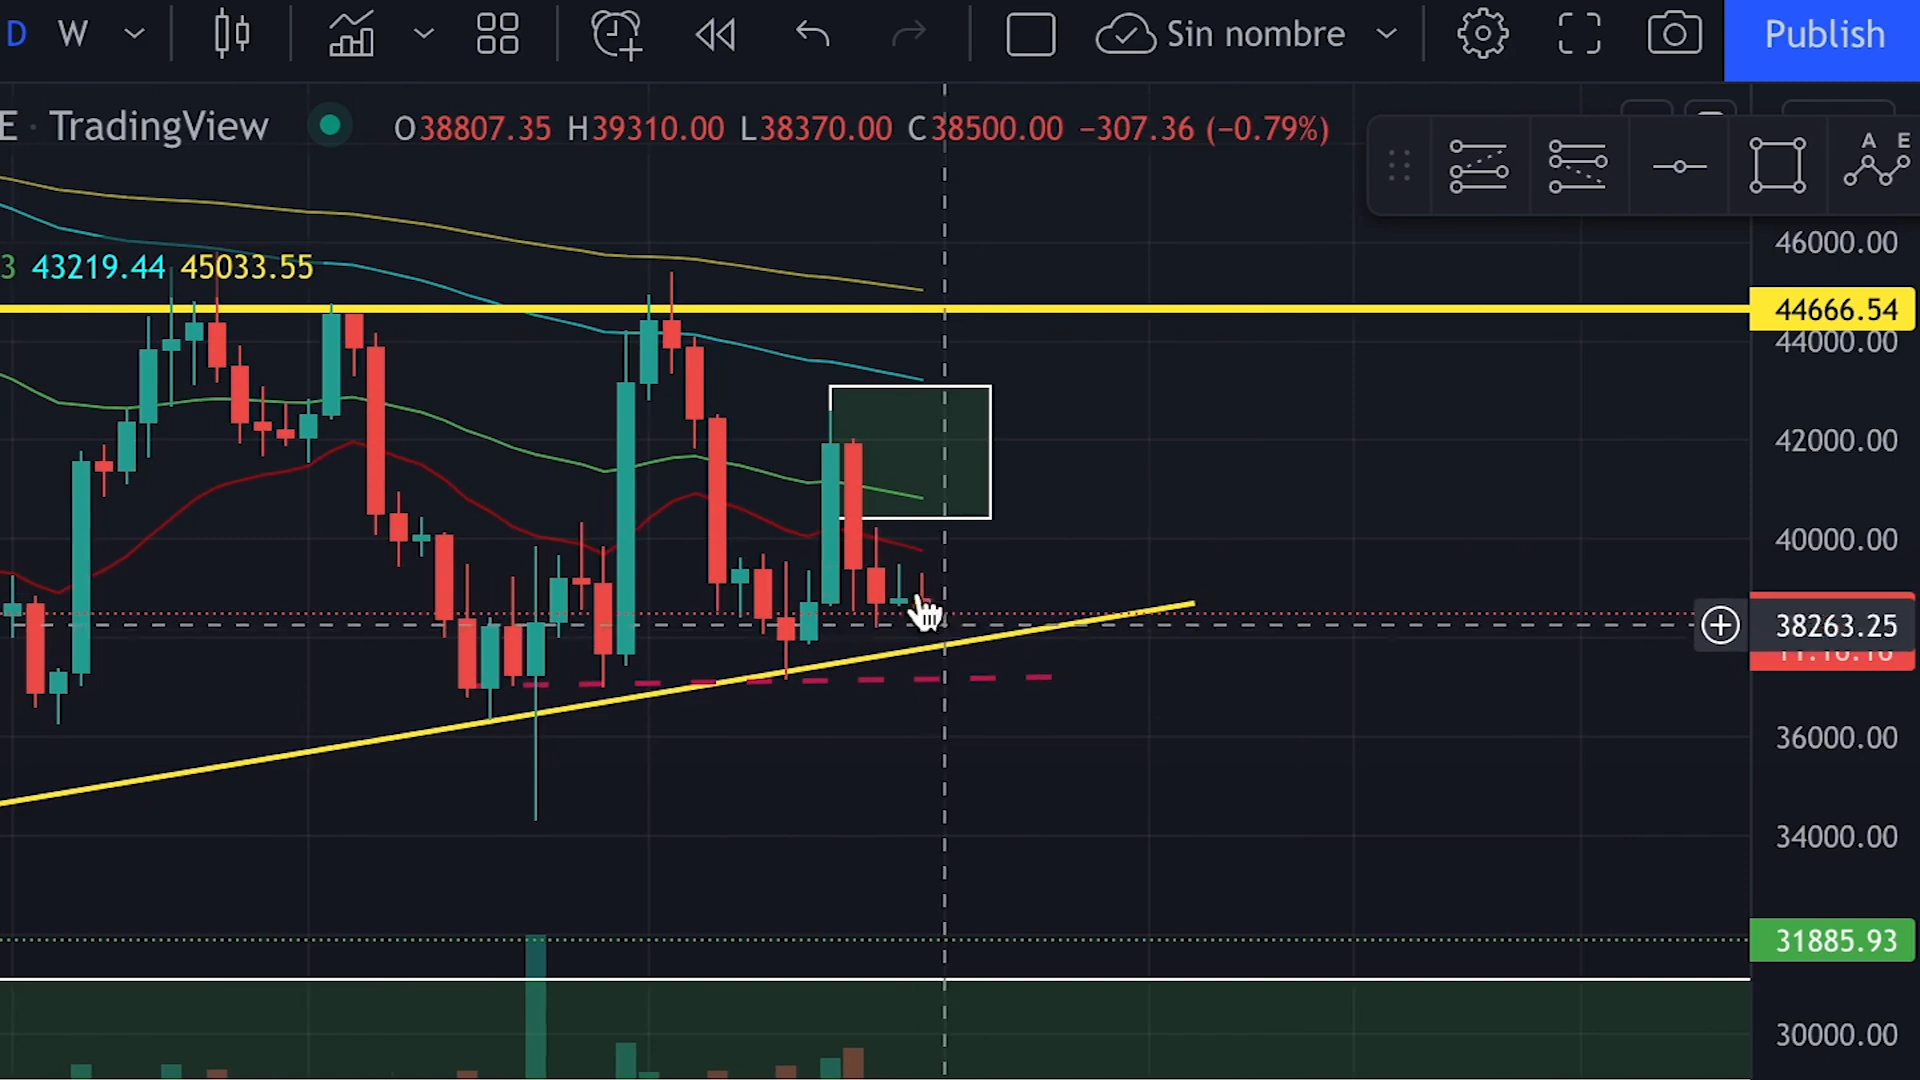 D W Sin nombre Publish
E · TradingView O38807.35 H39310.00 L38370.00 C38500.00 −307.36 (−0.79%)
A E
46000.00
3 43219.44 45033.55
44666.54
44000.00
42000.00
40000.00
38263.25
36000.00
34000.00
31885.93
30000.00